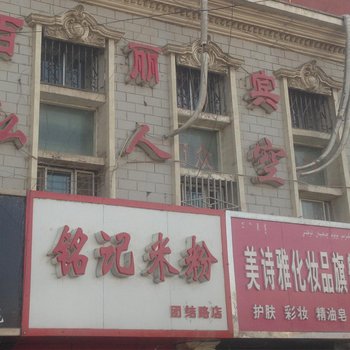 百丽宾
私人
铭记米粉
团结路店
美诗雅化妆品旗
护肤 彩妆 精油皂